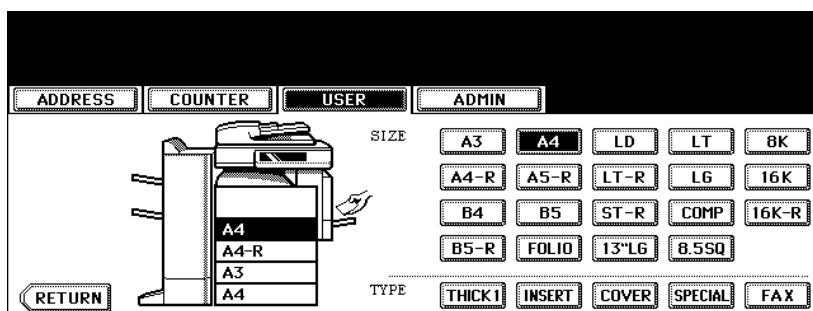 ADDRESS COUNTER USER ADMIN
SIZE A3 A4 LD LT 8K
A4-R A5-R LT-R LG 16K
B4 B5 ST-R COMP 16K-R
B5-R FOLIO 13"LG 8.5SQ
A4
A4-R
A3
A4
TYPE THICK1 INSERT COVER SPECIAL FAX
RETURN